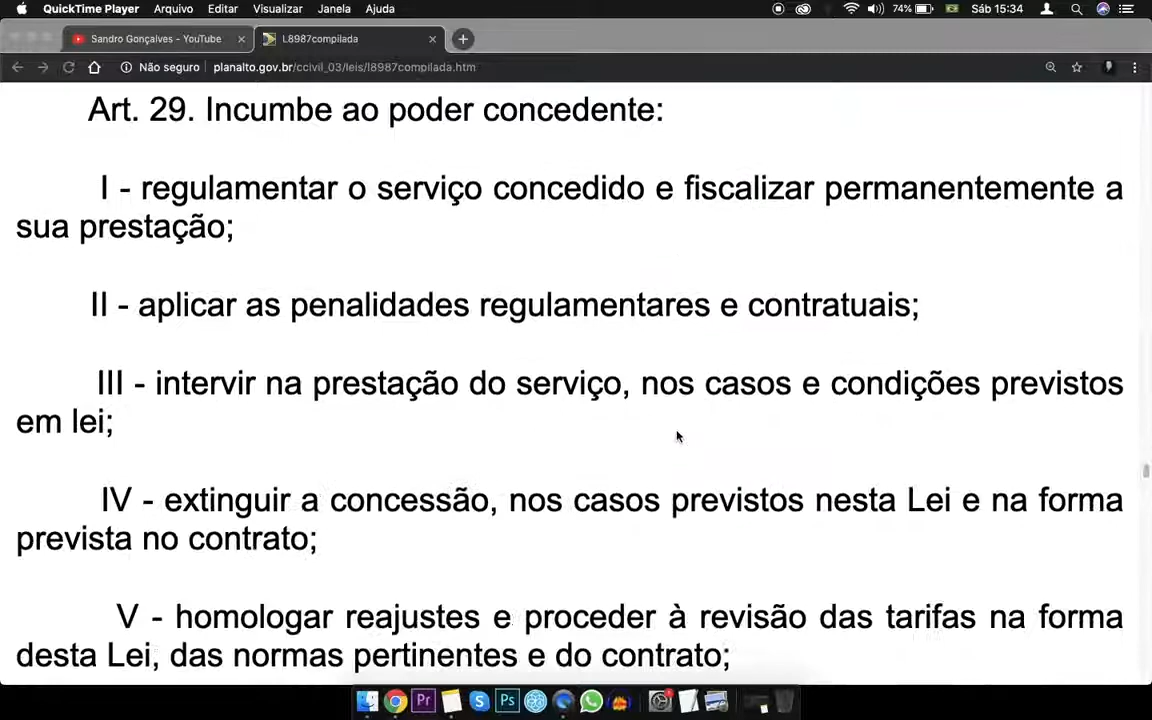 QuickTime Player Arquivo Editar Visualizar Janela Ajuda 74% Sáb 15:34
Sandro Gonçalves - YouTube L8987compilada
Não seguro planalto.gov.br/ccivil_03/leis/l8987compilada.htm
Art. 29. Incumbe ao poder concedente:
I - regulamentar o serviço concedido e fiscalizar permanentemente a
sua prestação;
II - aplicar as penalidades regulamentares e contratuais;
III - intervir na prestação do serviço, nos casos e condições previstos
em lei;
IV - extinguir a concessão, nos casos previstos nesta Lei e na forma
prevista no contrato;
V - homologar reajustes e proceder à revisão das tarifas na forma
desta Lei, das normas pertinentes e do contrato;
Pr Ps